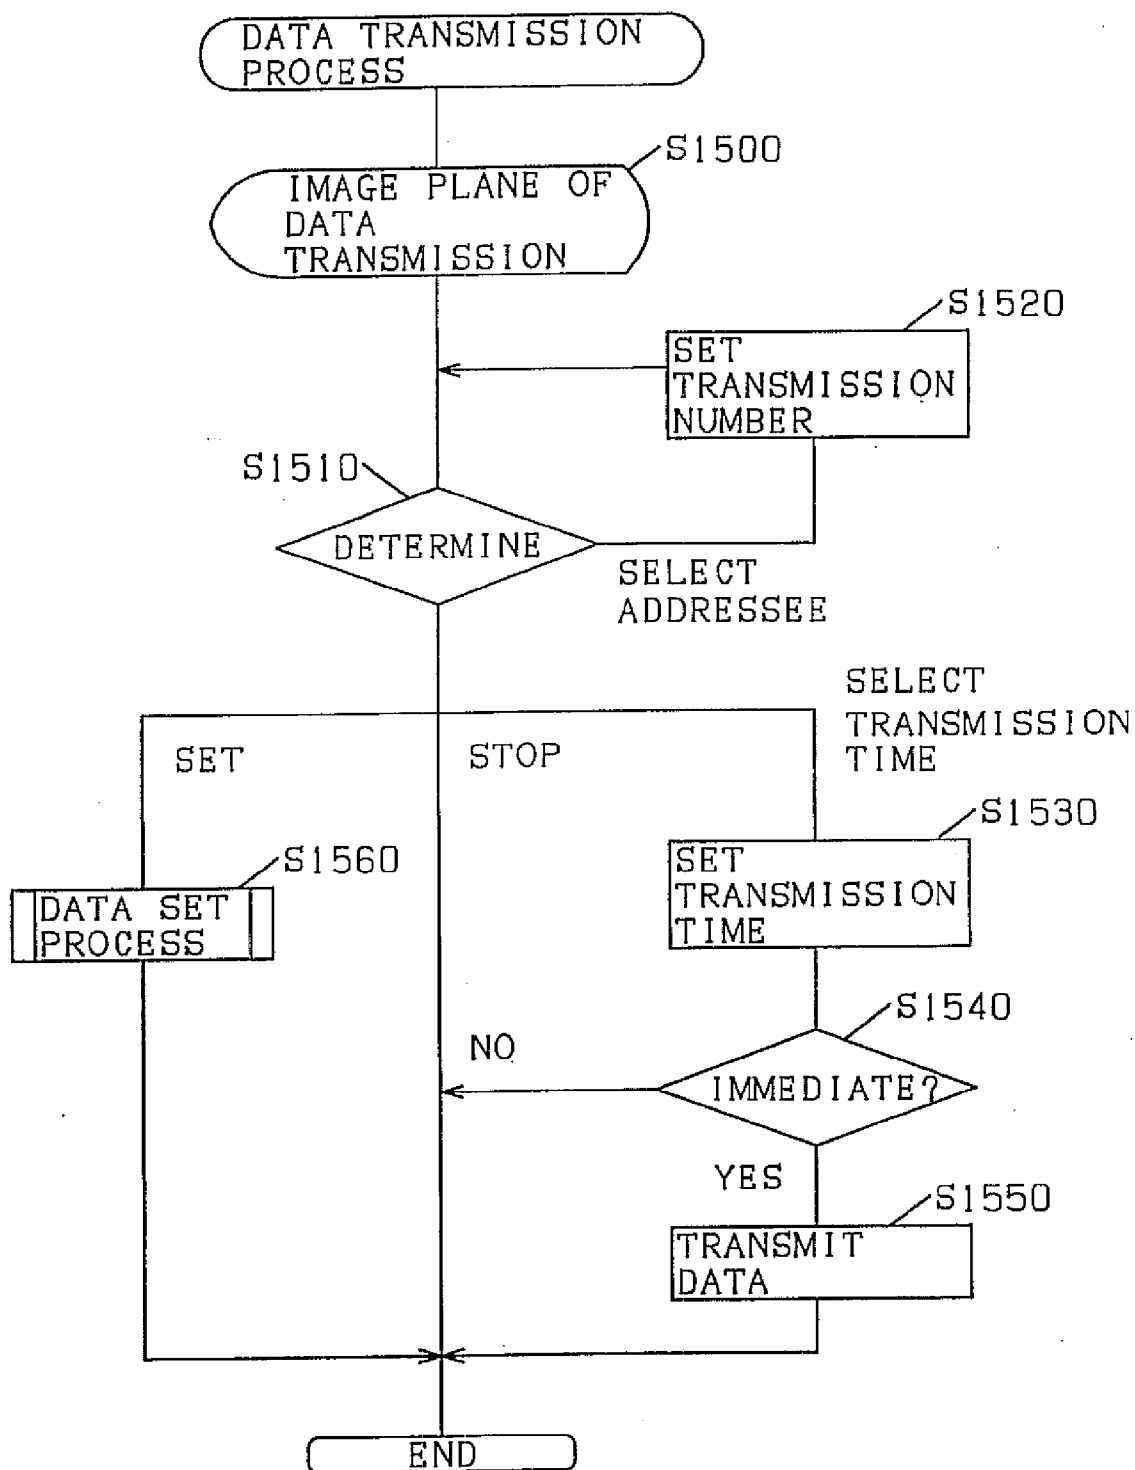 DATA TRANSMISSION
PROCESS
S1500
IMAGE PLANE OF
DATA
TRANSMISSION
S1520
SET
TRANSMISSION
NUMBER
S1510
DETERMINE
SELECT
ADDRESSEE
SELECT
TRANSMISSION
TIME
SET
STOP
S1530
SET
TRANSMISSION
TIME
S1560
DATA SET
PROCESS
S1540
NO
IMMEDIATE?
YES
S1550
TRANSMIT
DATA
END